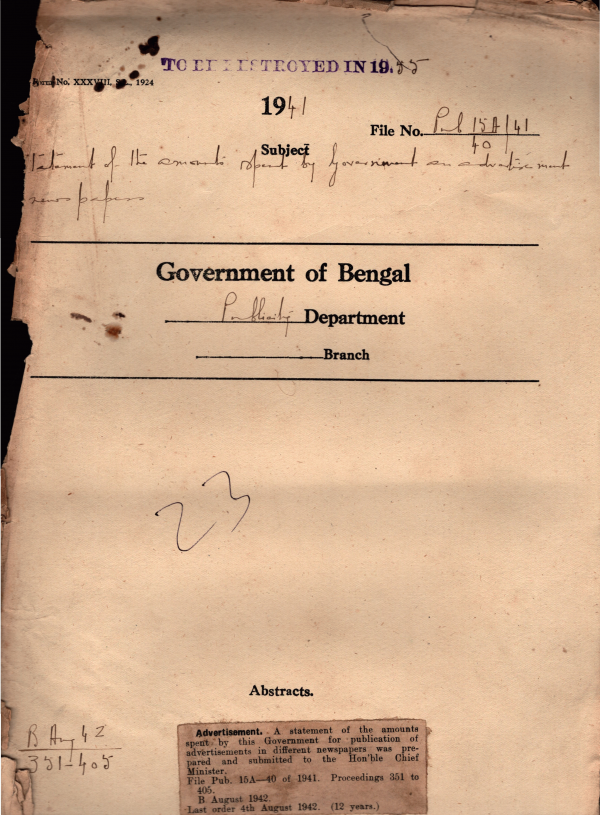 TO BE DESTROYED IN 1955
Form No. XXXVIII, 1924
1941
File No. Pub 15A/41
40
Subject
Statement of the amounts spent by Government on advertisement
newspapers
Government of Bengal
Publicity Department
Branch
23
Abstracts.
B Aug 42
351-405
Advertisement. A statement of the amounts
spent by this Government for publication of
advertisements in different newspapers was pre-
pared and submitted to the Hon'ble Chief
Minister.
File Pub. 15A—40 of 1941. Proceedings 351 to
405.
B August 1942.
Last order 4th August 1942. (12 years.)